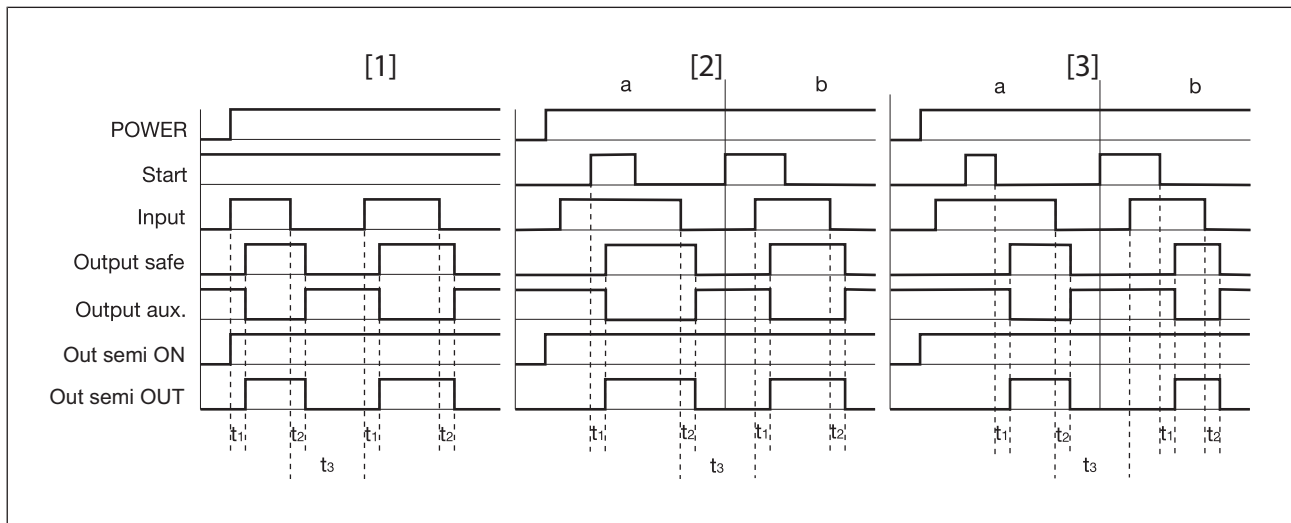 [1] [2] [3]
a b a b
POWER
Start
Input
Output safe
Output aux.
Out semi ON
Out semi OUT
t1 t2 t1 t2 t1 t2 t1 t2 t1 t2 t1 t2
t3 t3 t3